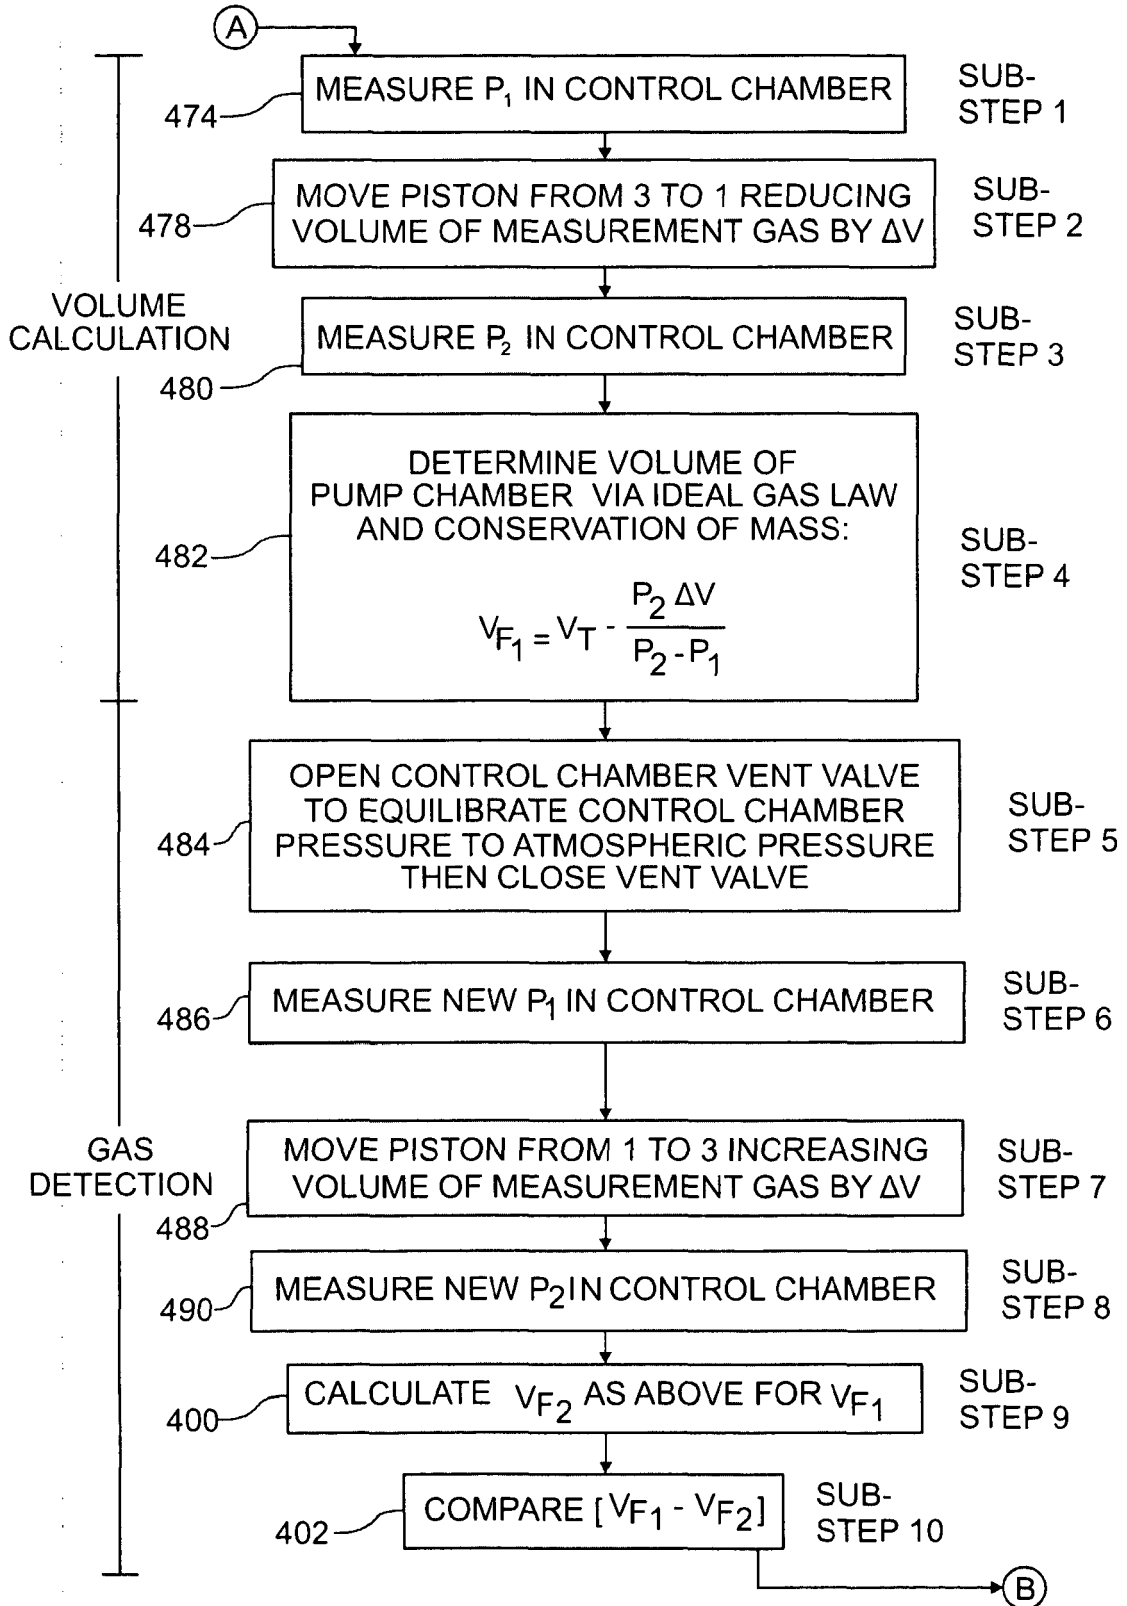 A
MEASURE P₁ IN CONTROL CHAMBER
SUB-
STEP 1
474
MOVE PISTON FROM 3 TO 1 REDUCING
VOLUME OF MEASUREMENT GAS BY ΔV
SUB-
STEP 2
478
VOLUME
CALCULATION
MEASURE P₂ IN CONTROL CHAMBER
SUB-
STEP 3
480
DETERMINE VOLUME OF
PUMP CHAMBER VIA IDEAL GAS LAW
AND CONSERVATION OF MASS:
V_F₁ = V_T - P₂ ΔV / P₂ - P₁
SUB-
STEP 4
482
OPEN CONTROL CHAMBER VENT VALVE
TO EQUILIBRATE CONTROL CHAMBER
PRESSURE TO ATMOSPHERIC PRESSURE
THEN CLOSE VENT VALVE
SUB-
STEP 5
484
MEASURE NEW P₁ IN CONTROL CHAMBER
SUB-
STEP 6
486
GAS
DETECTION
MOVE PISTON FROM 1 TO 3 INCREASING
VOLUME OF MEASUREMENT GAS BY ΔV
SUB-
STEP 7
488
MEASURE NEW P₂ IN CONTROL CHAMBER
SUB-
STEP 8
490
CALCULATE V_F₂ AS ABOVE FOR V_F₁
SUB-
STEP 9
400
COMPARE [V_F₁ - V_F₂]
SUB-
STEP 10
402
B